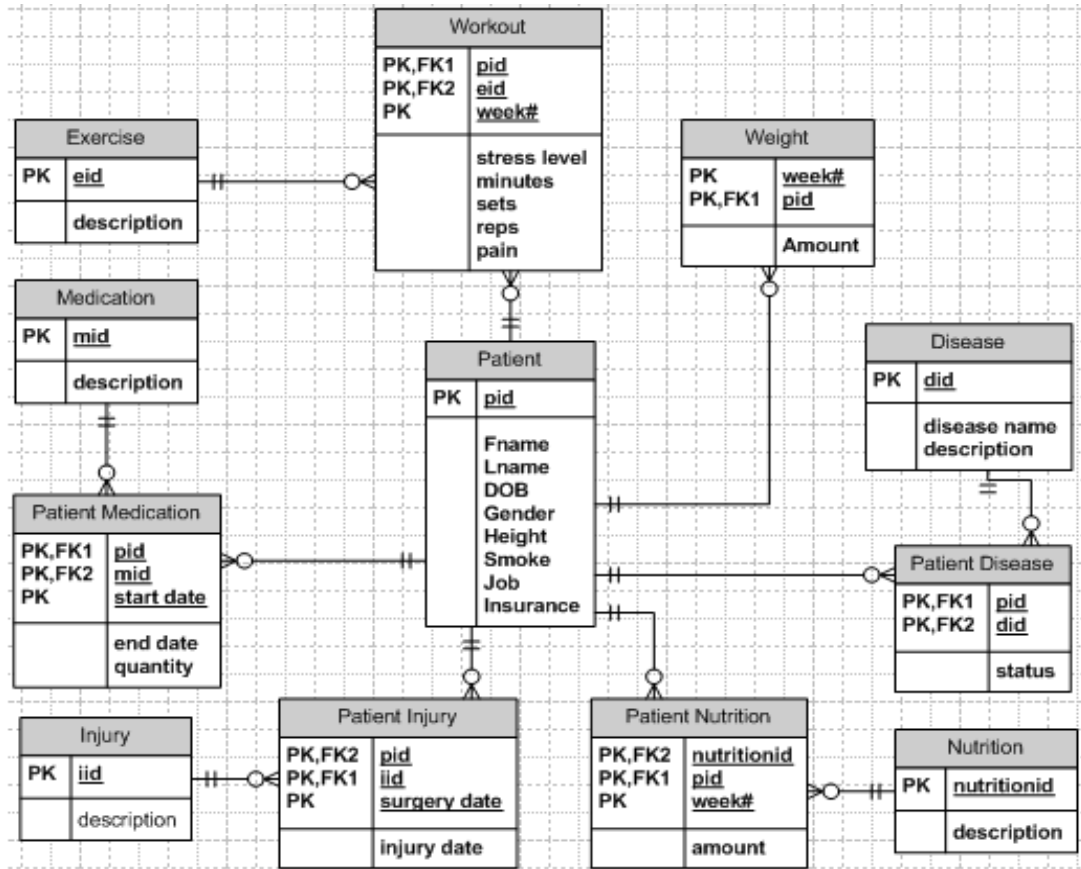 Workout
PK,FK1 pid
PK,FK2 eid
PK week#
stress level
minutes
sets
reps
pain
Exercise
PK eid
description
Weight
PK week#
PK,FK1 pid
Amount
Medication
PK mid
description
Patient
PK pid
Fname
Lname
DOB
Gender
Height
Smoke
Job
Insurance
Disease
PK did
disease name
description
Patient Medication
PK,FK1 pid
PK,FK2 mid
PK start date
end date
quantity
Patient Disease
PK,FK1 pid
PK,FK2 did
status
Injury
PK iid
description
Patient Injury
PK,FK2 pid
PK,FK1 iid
PK surgery date
injury date
Patient Nutrition
PK,FK2 nutritionid
PK,FK1 pid
PK week#
amount
Nutrition
PK nutritionid
description